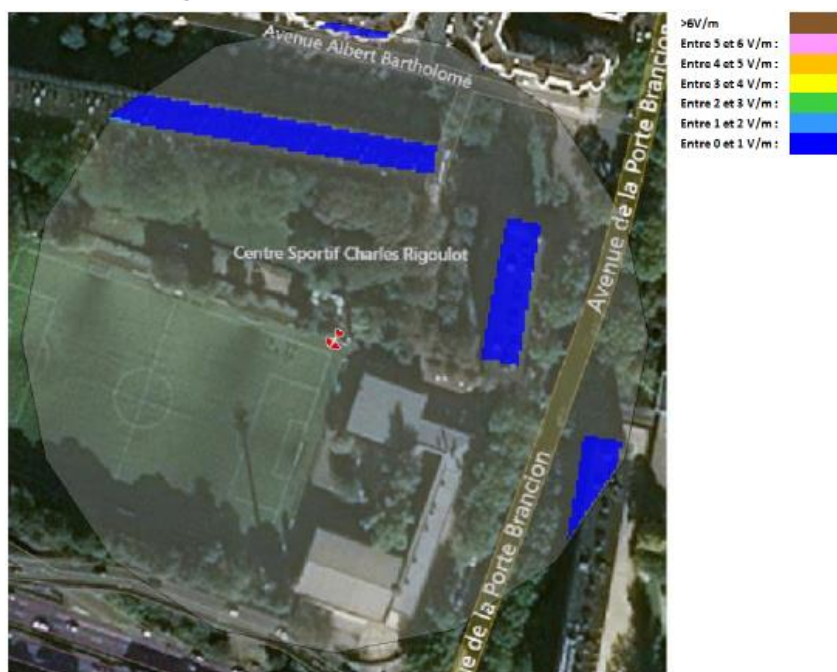 Avenue Albert Bartholomé
Centre Sportif Charles Rigoulot
Avenue de la Porte Brancion
ue de la Porte Brancion
>6V/m
Entre 5 et 6 V/m :
Entre 4 et 5 V/m :
Entre 3 et 4 V/m :
Entre 2 et 3 V/m :
Entre 1 et 2 V/m :
Entre 0 et 1 V/m :